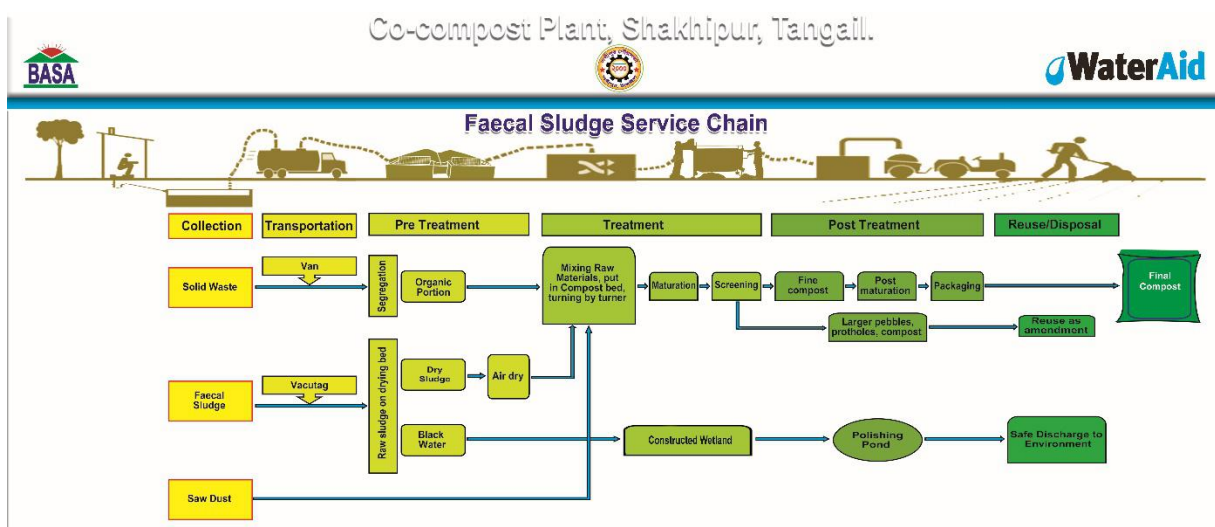 Co-compost Plant, Shakhipur, Tangail.
BASA
WaterAid
Faecal Sludge Service Chain
Collection
Transportation
Pre Treatment
Treatment
Post Treatment
Reuse/Disposal
Solid Waste
Van
Segregation
Organic
Portion
Mixing Raw
Materials, put
in Compost bed,
turning by turner
Maturation
Screening
Fine
compost
Post
maturation
Packaging
Final
Compost
Larger pebbles,
protholes, compost
Reuse as
amendment
Faecal
Sludge
Vacutag
Raw sludge on drying bed
Dry
Sludge
Air dry
Black
Water
Constructed Wetland
Polishing
Pond
Safe Discharge to
Environment
Saw Dust